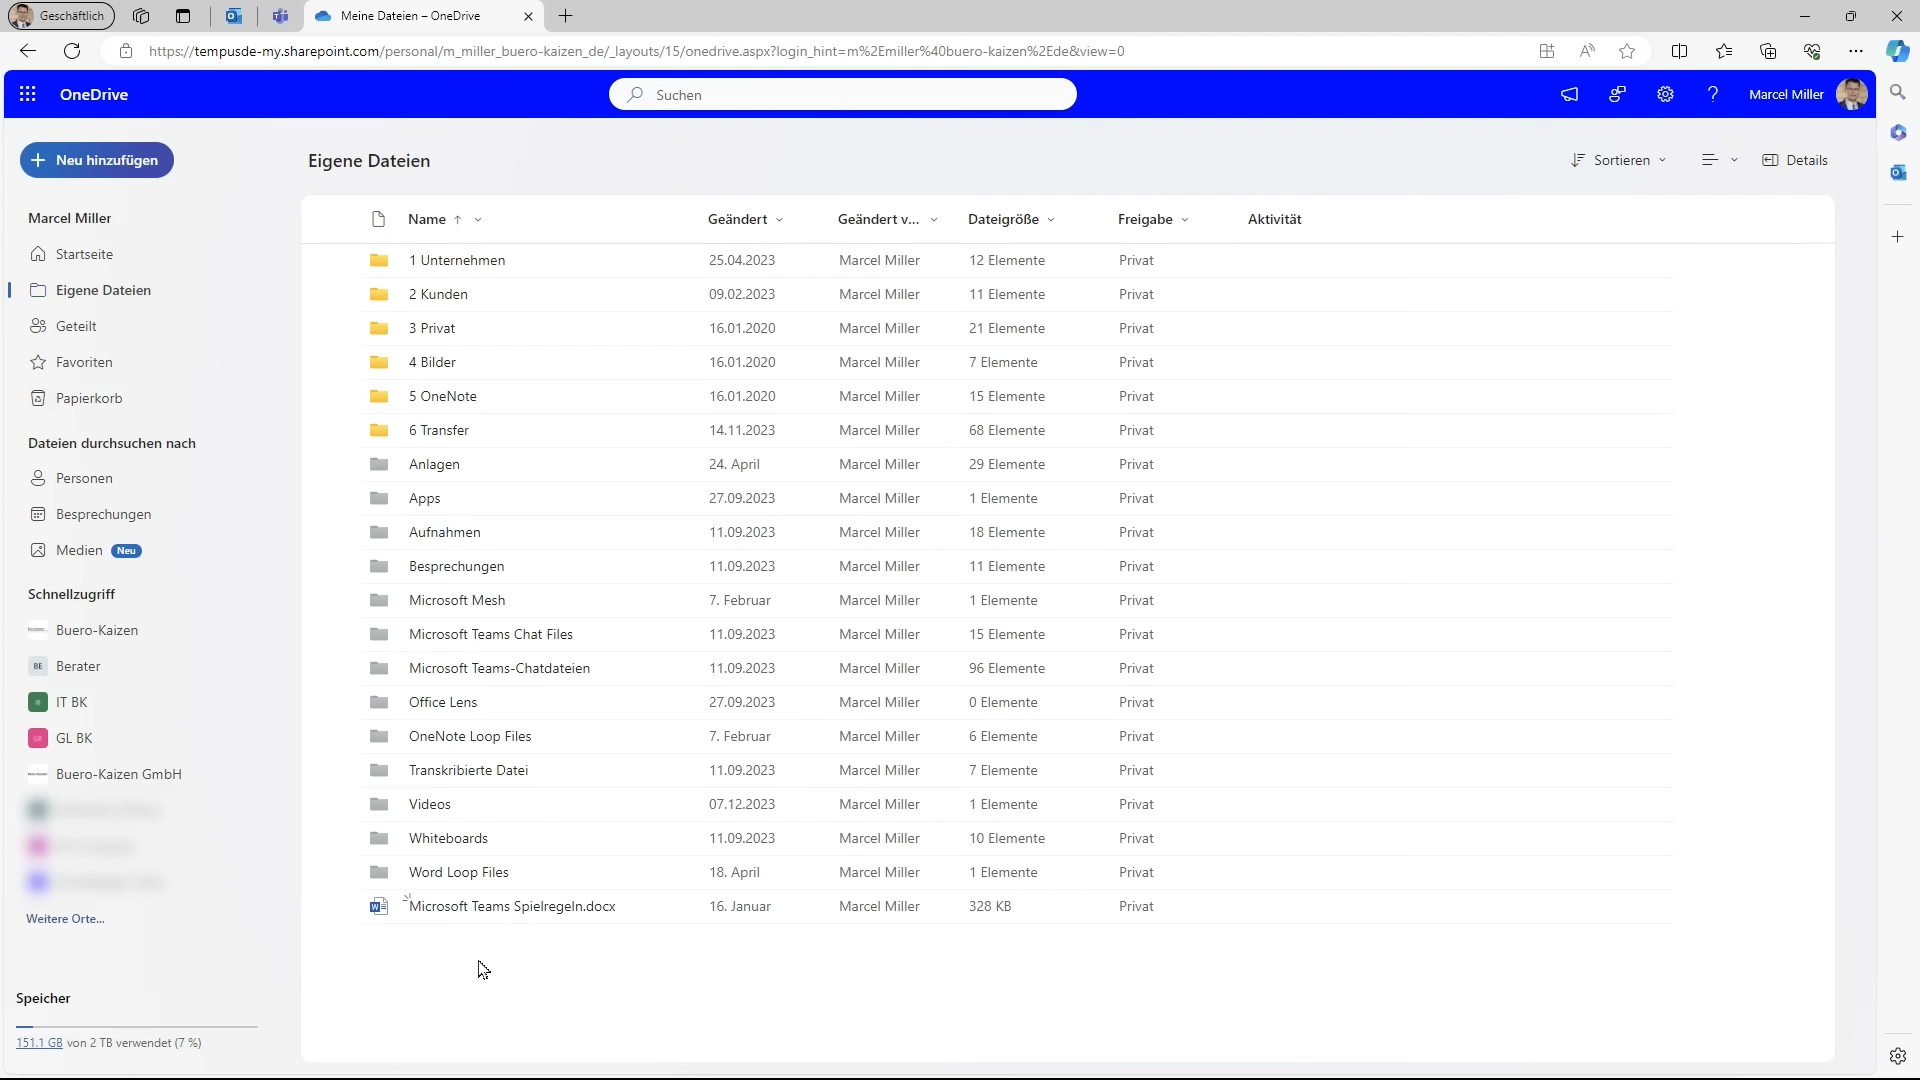 Geschäftlich
Meine Dateien – OneDrive
https://tempusde-my.sharepoint.com/personal/m_miller_buero-kaizen_de/_layouts/15/onedrive.aspx?login_hint=m%2Emiller%40buero-kaizen%2Ede&view=0
OneDrive
Suchen
Marcel Miller
Neu hinzufügen
Eigene Dateien
Sortieren
Details
Marcel Miller
Startseite
Eigene Dateien
Geteilt
Favoriten
Papierkorb
Dateien durchsuchen nach
Personen
Besprechungen
Medien Neu
Schnellzugriff
Buero-Kaizen
BE Berater
IT BK
GL BK
Buero-Kaizen GmbH
Weitere Orte...
Speicher
151.1 GB von 2 TB verwendet (7 %)
Name Geändert Geändert v... Dateigröße Freigabe Aktivität
1 Unternehmen 25.04.2023 Marcel Miller 12 Elemente Privat
2 Kunden 09.02.2023 Marcel Miller 11 Elemente Privat
3 Privat 16.01.2020 Marcel Miller 21 Elemente Privat
4 Bilder 16.01.2020 Marcel Miller 7 Elemente Privat
5 OneNote 16.01.2020 Marcel Miller 15 Elemente Privat
6 Transfer 14.11.2023 Marcel Miller 68 Elemente Privat
Anlagen 24. April Marcel Miller 29 Elemente Privat
Apps 27.09.2023 Marcel Miller 1 Elemente Privat
Aufnahmen 11.09.2023 Marcel Miller 18 Elemente Privat
Besprechungen 11.09.2023 Marcel Miller 11 Elemente Privat
Microsoft Mesh 7. Februar Marcel Miller 1 Elemente Privat
Microsoft Teams Chat Files 11.09.2023 Marcel Miller 15 Elemente Privat
Microsoft Teams-Chatdateien 11.09.2023 Marcel Miller 96 Elemente Privat
Office Lens 27.09.2023 Marcel Miller 0 Elemente Privat
OneNote Loop Files 7. Februar Marcel Miller 6 Elemente Privat
Transkribierte Datei 11.09.2023 Marcel Miller 7 Elemente Privat
Videos 07.12.2023 Marcel Miller 1 Elemente Privat
Whiteboards 11.09.2023 Marcel Miller 10 Elemente Privat
Word Loop Files 18. April Marcel Miller 1 Elemente Privat
Microsoft Teams Spielregeln.docx 16. Januar Marcel Miller 328 KB Privat